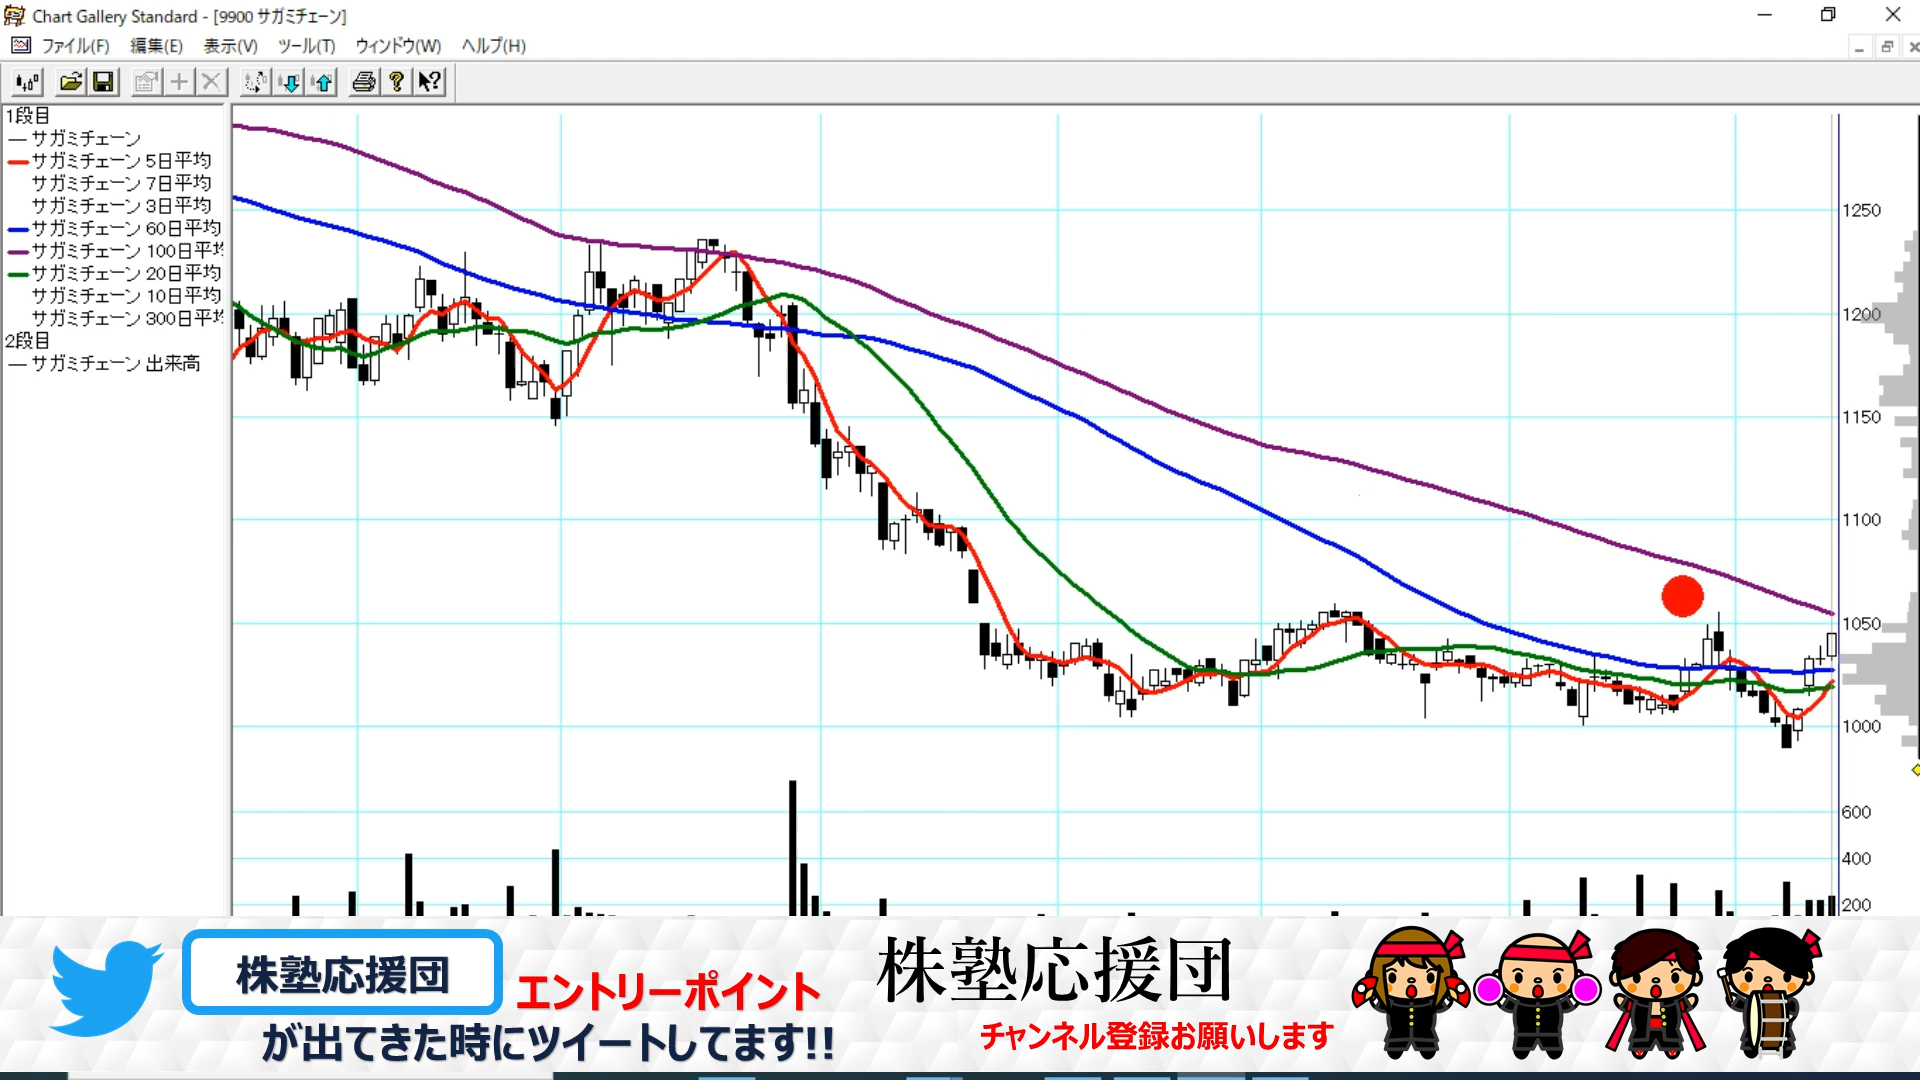 Chart Gallery Standard - [9900 サガミチェーン]
ファイル(F) 編集(E) 表示(V) ツール(T) ウィンドウ(W) ヘルプ(H)
1段目
サガミチェーン
サガミチェーン 5日平均
サガミチェーン 7日平均
サガミチェーン 3日平均
サガミチェーン 60日平均
サガミチェーン 100日平均
サガミチェーン 20日平均
サガミチェーン 10日平均
サガミチェーン 300日平均
2段目
サガミチェーン 出来高
1250
1200
1150
1100
1050
1000
600
400
200
株塾応援団
エントリーポイント
が出てきた時にツイートしてます!!
株塾応援団
チャンネル登録お願いします